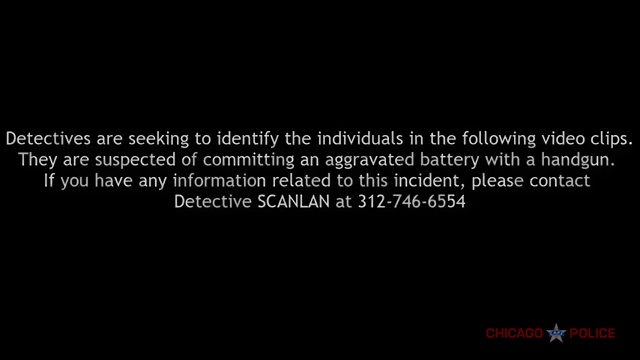 Detectives are seeking to identify the individuals in the following video clips.
They are suspected of committing an aggravated battery with a handgun.
If you have any information related to this incident, please contact
Detective SCANLAN at 312-746-6554
CHICAGO POLICE